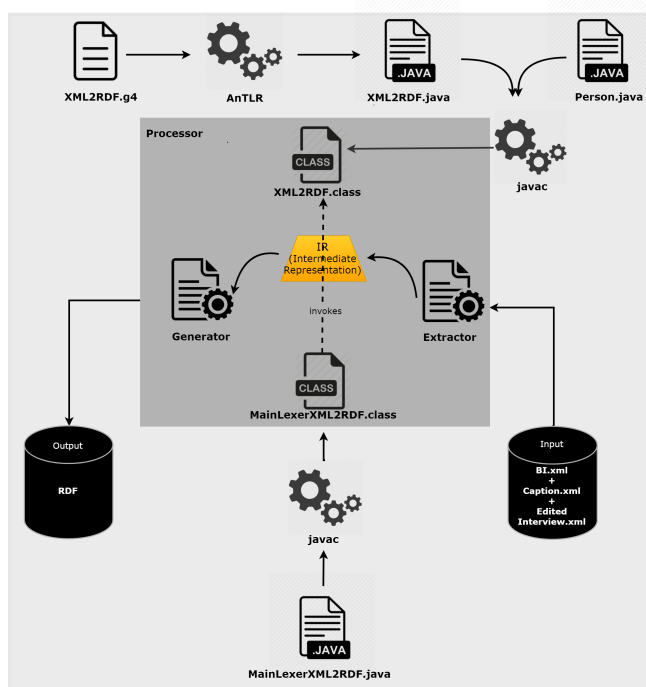 XML2RDF.g4
AnTLR
.JAVA
XML2RDF.java
.JAVA
Person.java
Processor
CLASS
XML2RDF.class
javac
IR
(Intermediate
Representation)
Generator
Extractor
invokes
CLASS
MainLexerXML2RDF.class
Output
RDF
Input
BI.xml
+
Caption.xml
+
Edited
Interview.xml
javac
.JAVA
MainLexerXML2RDF.java